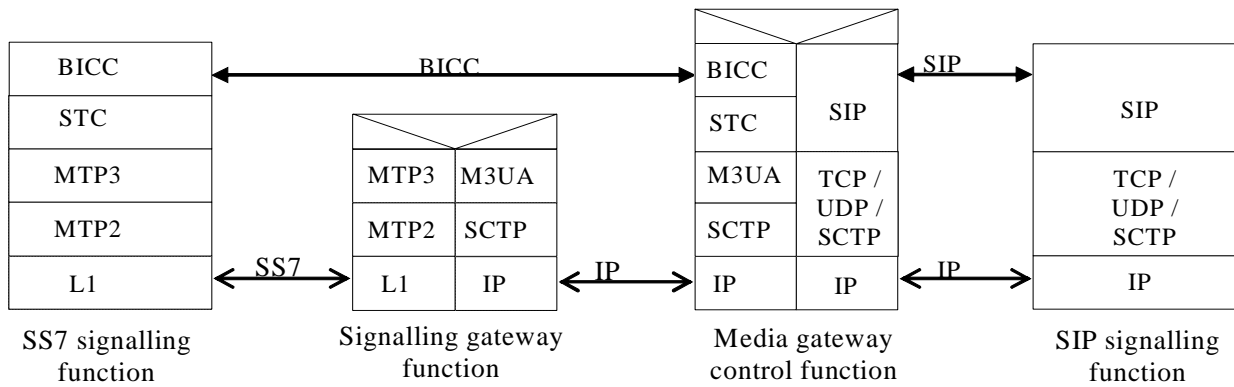 BICC
STC
MTP3
MTP2
L1
SS7 signalling
function
BICC
SS7
MTP3
M3UA
MTP2
SCTP
L1
IP
Signalling gateway
function
IP
BICC
STC
SIP
M3UA
SCTP
TCP /
UDP /
SCTP
IP
IP
Media gateway
control function
SIP
IP
SIP
TCP /
UDP /
SCTP
IP
SIP signalling
function